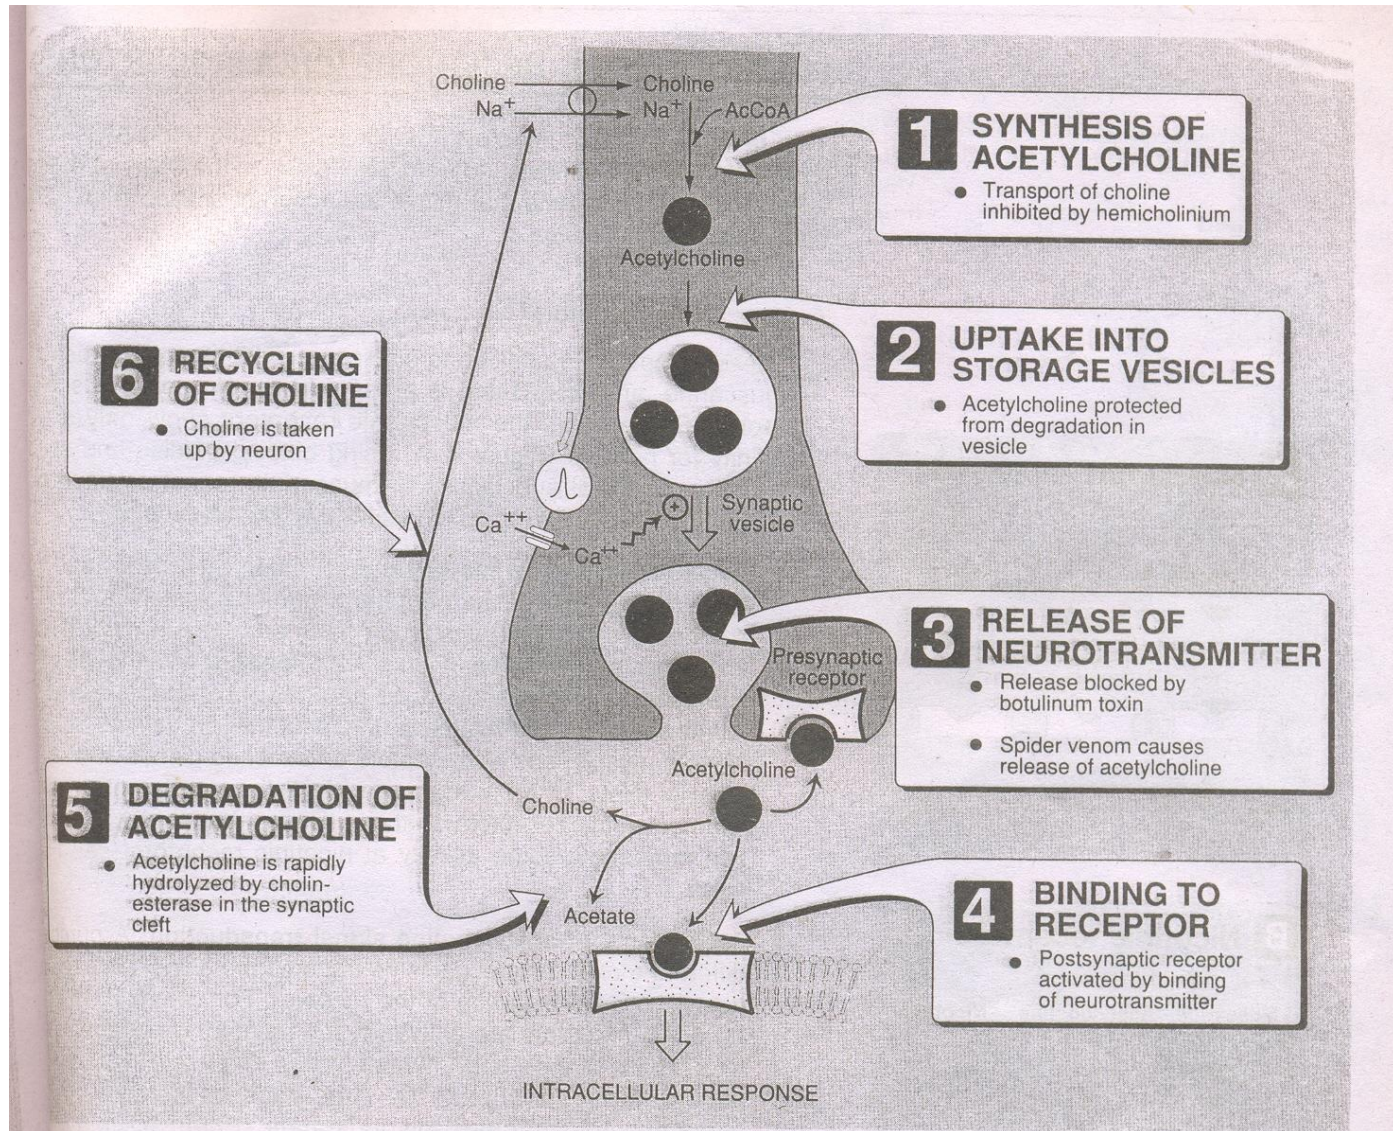 Choline
Choline
Na+
Na+
AcCoA
1 SYNTHESIS OF
ACETYLCHOLINE
● Transport of choline
inhibited by hemicholinium
Acetylcholine
2 UPTAKE INTO
STORAGE VESICLES
● Acetylcholine protected
from degradation in
vesicle
6 RECYCLING
OF CHOLINE
● Choline is taken
up by neuron
Synaptic
vesicle
Ca++
Ca++
+
3 RELEASE OF
NEUROTRANSMITTER
● Release blocked by
botulinum toxin
● Spider venom causes
release of acetylcholine
Presynaptic
receptor
Acetylcholine
Choline
5 DEGRADATION OF
ACETYLCHOLINE
● Acetylcholine is rapidly
hydrolyzed by cholin-
esterase in the synaptic
cleft
Acetate
4 BINDING TO
RECEPTOR
● Postsynaptic receptor
activated by binding
of neurotransmitter
INTRACELLULAR RESPONSE